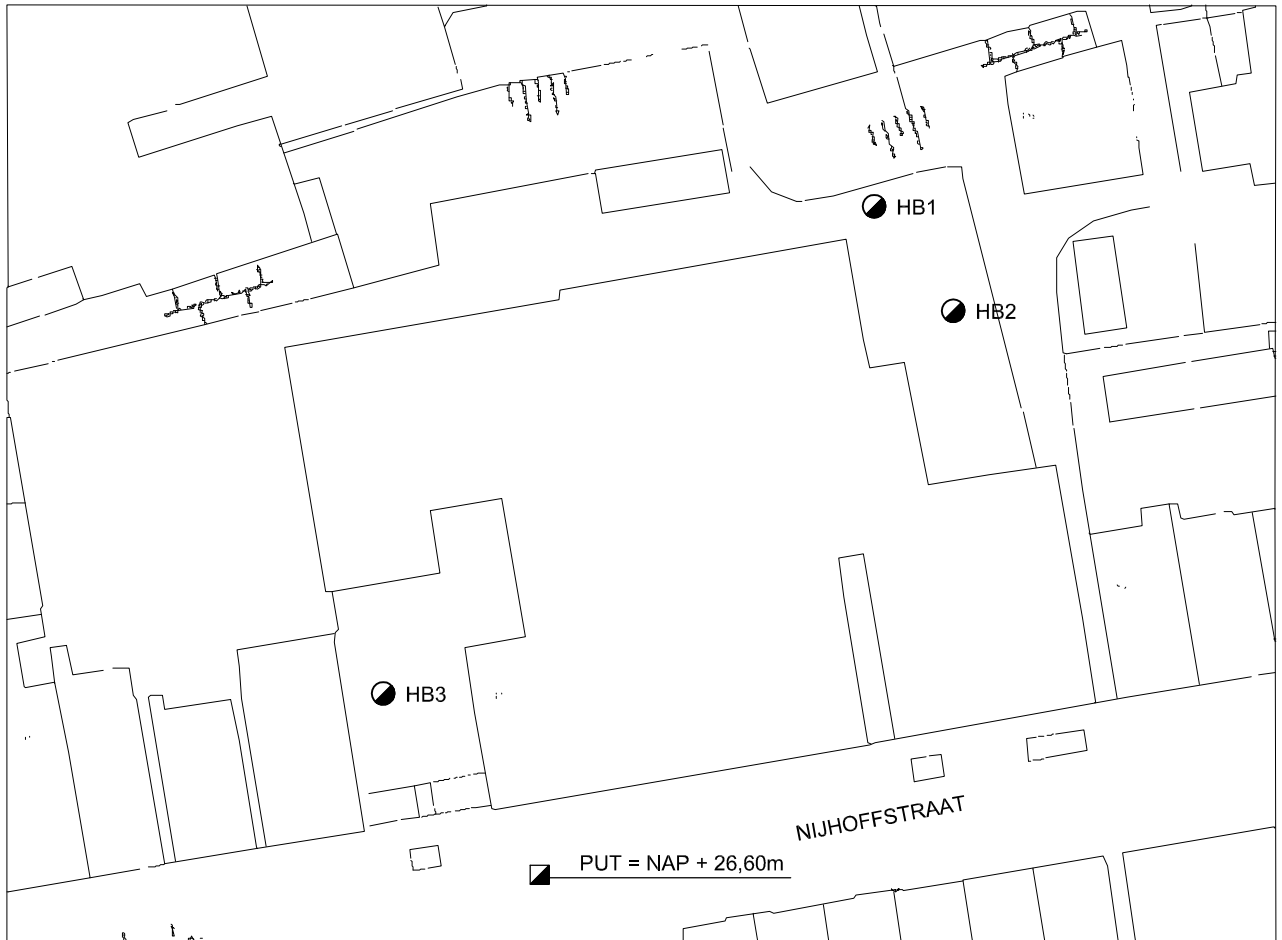 HB1
HB2
HB3
NIJHOFFSTRAAT
PUT = NAP + 26,60m